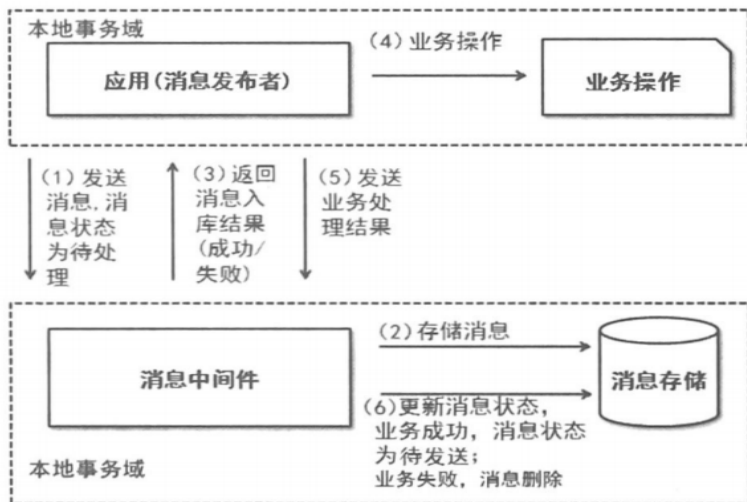 本地事务域
应用(消息发布者)
(4)业务操作
业务操作
(1)发送
消息,消
息状态
为待处
理
(3)返回
消息入
库结果
(成功/
失败)
(5)发送
业务处
理结果
消息中间件
(2)存储消息
消息存储
(6)更新消息状态,
业务成功, 消息状态
为待发送;
业务失败, 消息删除
本地事务域